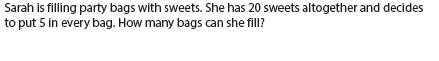 Sarah is filling party bags with sweets. She has 20 sweets altogether and decides
to put 5 in every bag. How many bags can she fill?